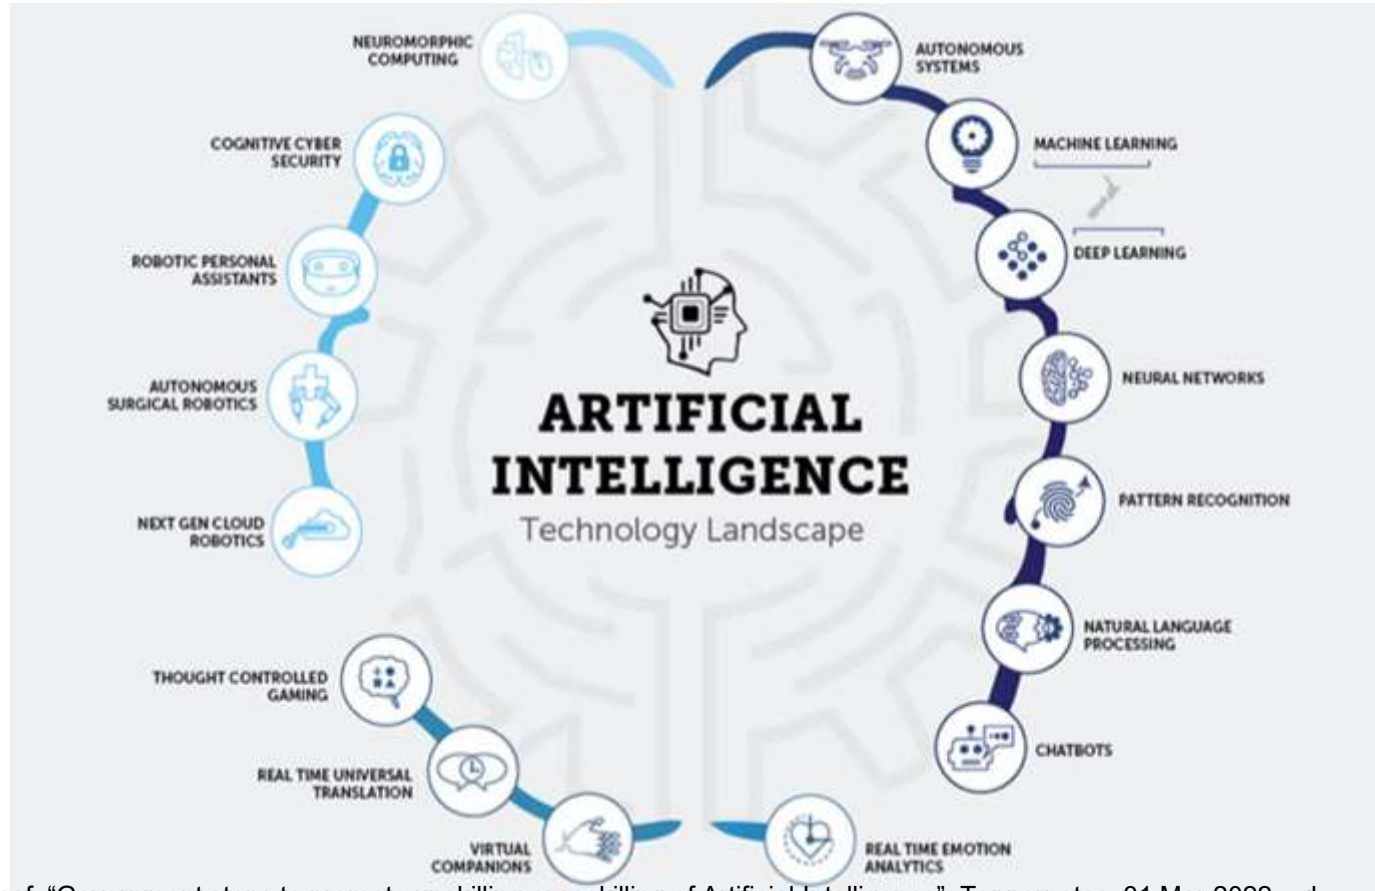 NEUROMORPHIC
COMPUTING
COGNITIVE CYBER
SECURITY
ROBOTIC PERSONAL
ASSISTANTS
AUTONOMOUS
SURGICAL ROBOTICS
NEXT GEN CLOUD
ROBOTICS
THOUGHT CONTROLLED
GAMING
REAL TIME UNIVERSAL
TRANSLATION
VIRTUAL
COMPANIONS
ARTIFICIAL
INTELLIGENCE
Technology Landscape
AUTONOMOUS
SYSTEMS
MACHINE LEARNING
DEEP LEARNING
NEURAL NETWORKS
PATTERN RECOGNITION
NATURAL LANGUAGE
PROCESSING
CHATBOTS
REAL TIME EMOTION
ANALYTICS